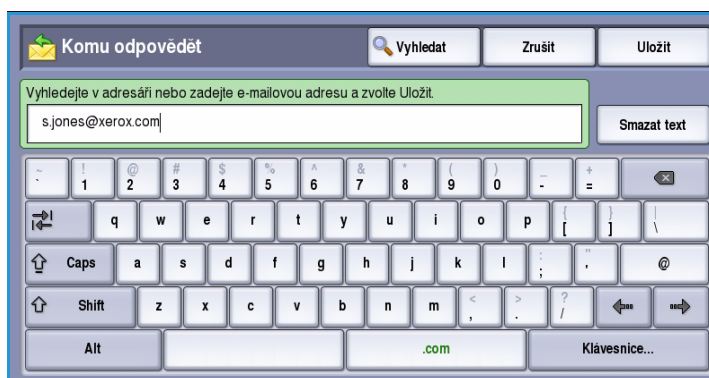 Komu odpovědět Vyhledat Zrušit Uložit
Vyhledejte v adresáři nebo zadejte e-mailovou adresu a zvolte Uložit.
s.jones@xerox.com
Smazat text
~ ! @ # $ % ^ & * ( ) _ +
` 1 2 3 4 5 6 7 8 9 0 - =
q w e r t y u i o p { [ } ] | \
Caps a s d f g h j k l : ; " ' @
Shift z x c v b n m < , > . ? /
Alt .com Klávesnice...